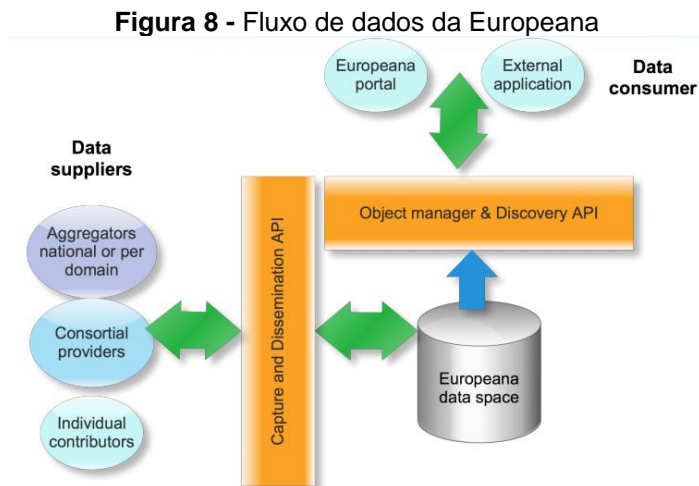 Figura 8 - Fluxo de dados da Europeana
Europeana
portal
External
application
Data
consumer
Data
suppliers
Object manager & Discovery API
Aggregators
national or per
domain
Consortial
providers
Individual
contributors
Capture and Dissemination API
Europeana
data space